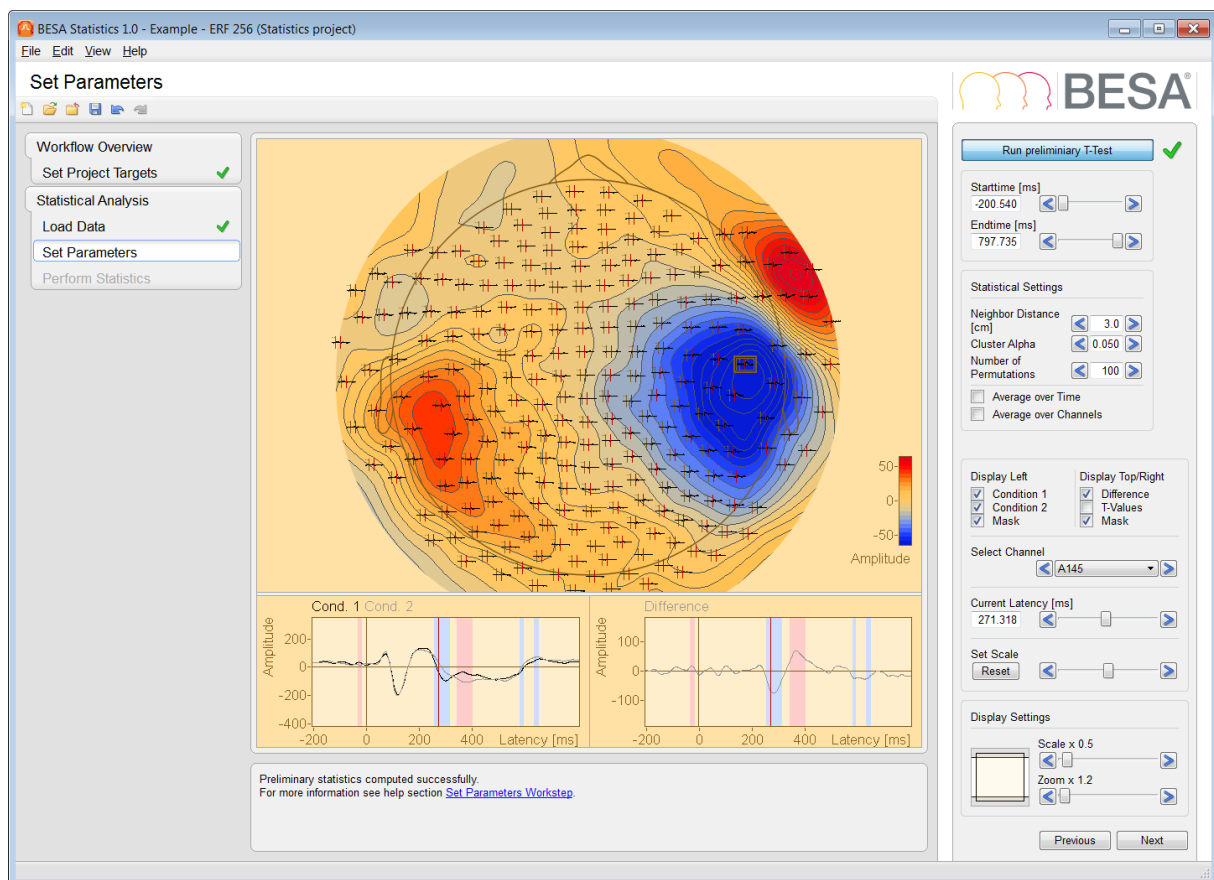 BESA Statistics 1.0 - Example - ERF 256 (Statistics project)
File Edit View Help
Set Parameters
BESA®
Workflow Overview
Set Project Targets
Statistical Analysis
Load Data
Set Parameters
Perform Statistics
50
0
-50
Amplitude
Cond. 1 Cond. 2
Amplitude
200
0
-200
-400
-200 0 200 400 Latency [ms]
Difference
Amplitude
100
0
-100
-200 0 200 400 Latency [ms]
Preliminary statistics computed successfully.
For more information see help section Set Parameters Workstep.
Run preliminiary T-Test
Starttime [ms]
-200.540
Endtime [ms]
797.735
Statistical Settings
Neighbor Distance
[cm] 3.0
Cluster Alpha 0.050
Number of
Permutations 100
Average over Time
Average over Channels
Display Left Display Top/Right
Condition 1 Difference
Condition 2 T-Values
Mask Mask
Select Channel
A145
Current Latency [ms]
271.318
Set Scale
Reset
Display Settings
Scale x 0.5
Zoom x 1.2
Previous Next